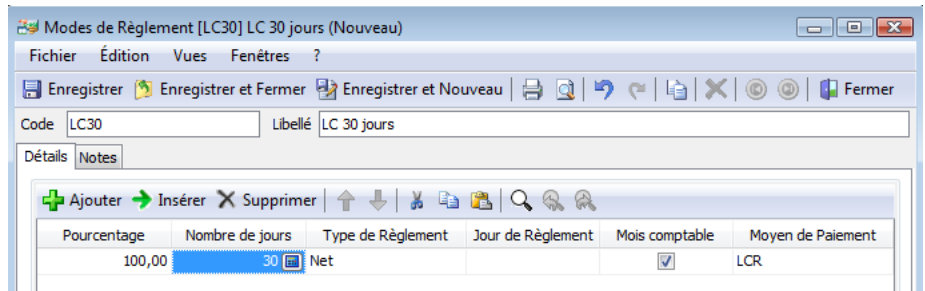 Modes de Règlement [LC30] LC 30 jours (Nouveau)
Fichier Édition Vues Fenêtres ?
Enregistrer Enregistrer et Fermer Enregistrer et Nouveau Fermer
Code LC30 Libellé LC 30 jours
Détails Notes
Ajouter Insérer Supprimer
Pourcentage Nombre de jours Type de Règlement Jour de Règlement Mois comptable Moyen de Paiement
100,00 30 Net LCR